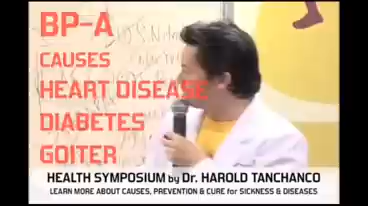 BP-A
CAUSES
HEART DISEASE
DIABETES
GOITER
HEALTH SYMPOSIUM by Dr. HAROLD TANCHANCO
LEARN MORE ABOUT CAUSES, PREVENTION & CURE for SICKNESS & DISEASES